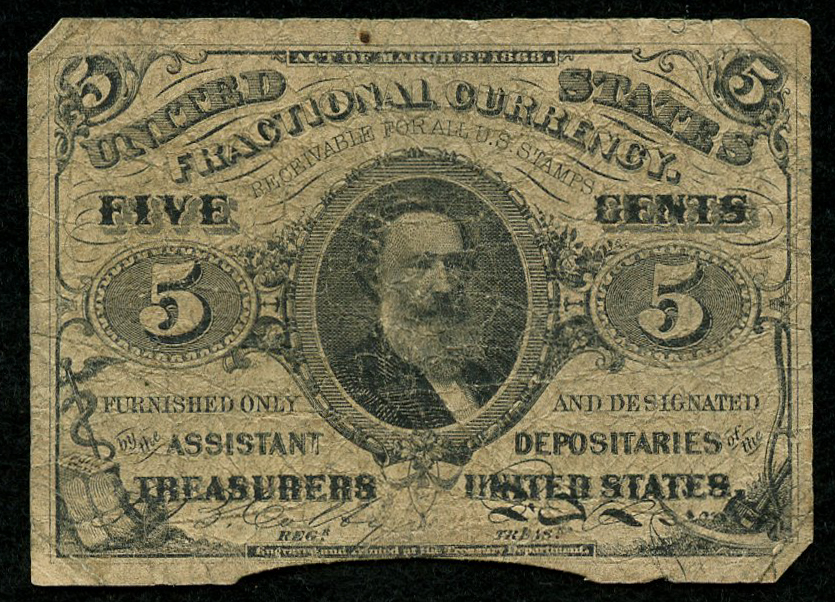 ACT OF MARCH 3D 1863.
5 5
UNITED STATES
FRACTIONAL CURRENCY.
RECEIVABLE FOR ALL U.S. STAMPS
FIVE CENTS
5 5
FURNISHED ONLY AND DESIGNATED
by the ASSISTANT DEPOSITARIES of the
TREASURERS UNITED STATES.
S. B. Colby
REGR TREASR
Engraved and printed at the Treasury Department.